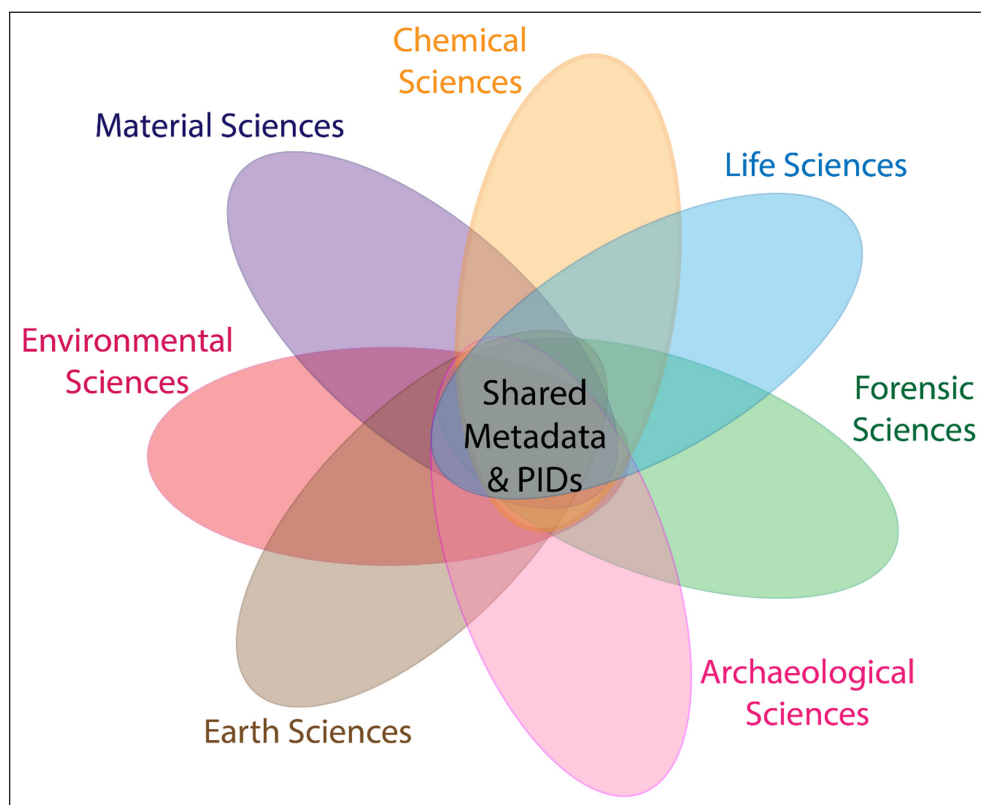 Chemical
Sciences
Material Sciences
Life Sciences
Environmental
Sciences
Forensic
Sciences
Shared
Metadata
& PIDs
Archaeological
Sciences
Earth Sciences